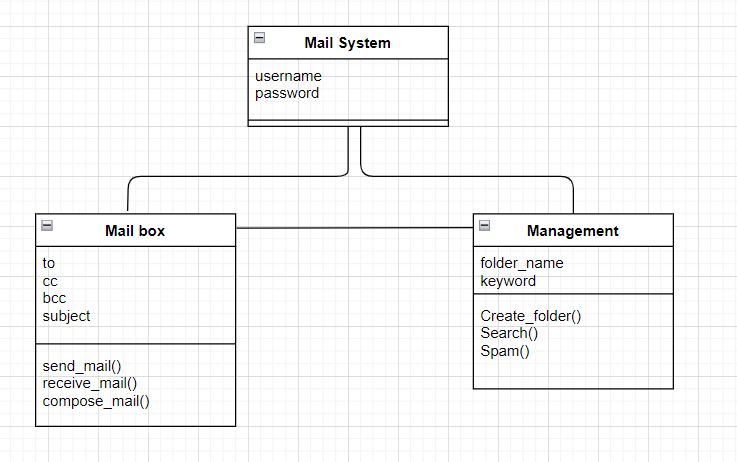 Mail System
username
password
Mail box
to
cc
bcc
subject
send_mail()
receive_mail()
compose_mail()
Management
folder_name
keyword
Create_folder()
Search()
Spam()